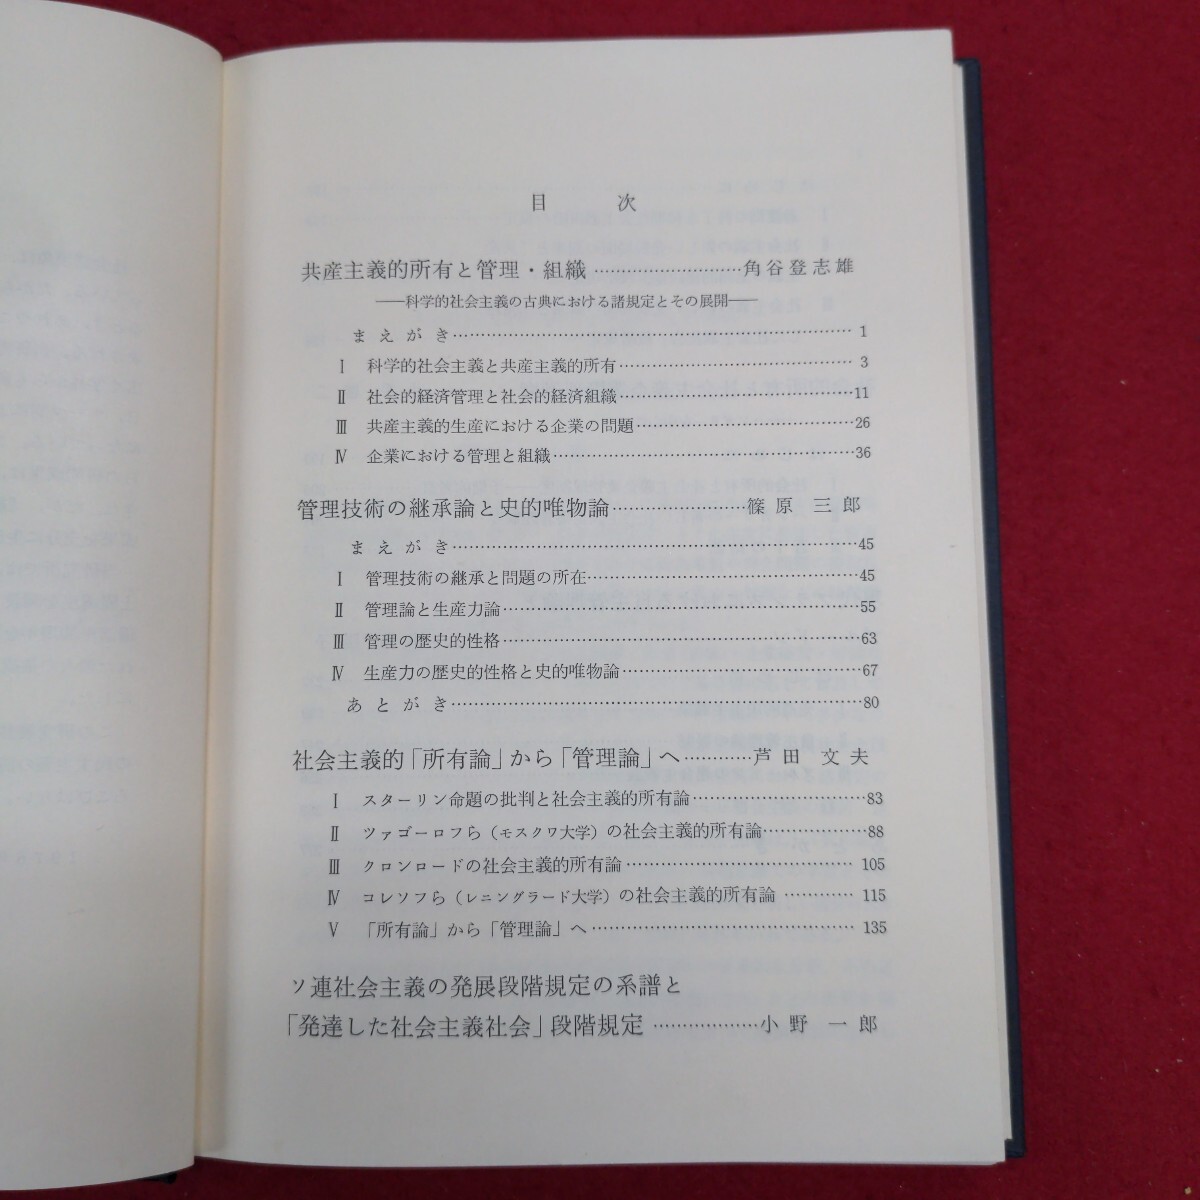 目次
共産主義的所有と管理・組織…………………………角谷登志雄
——科学的社会主義の古典における諸規定とその展開——
まえがき……………………………………………………………1
Ⅰ 科学的社会主義と共産主義的所有……………………………………3
Ⅱ 社会的経済管理と社会的経済組織……………………………………11
Ⅲ 共産主義的生産における企業の問題…………………………………26
Ⅳ 企業における管理と組織………………………………………………36
管理技術の継承論と史的唯物論……………………篠原三郎
まえがき……………………………………………………………45
Ⅰ 管理技術の継承と問題の所在…………………………………………45
Ⅱ 管理論と生産力論………………………………………………………55
Ⅲ 管理の歴史的性格………………………………………………………63
Ⅳ 生産力の歴史的性格と史的唯物論……………………………………67
あとがき……………………………………………………………80
社会主義的「所有論」から「管理論」へ…………芦田文夫
Ⅰ スターリン命題の批判と社会主義的所有論…………………………83
Ⅱ ツァゴーロフら(モスクワ大学)の社会主義的所有論………………88
Ⅲ クロンロードの社会主義的所有論……………………………………105
Ⅳ コレソフら(レニングラード大学)の社会主義的所有論…………115
Ⅴ 「所有論」から「管理論」へ…………………………………………135
ソ連社会主義の発展段階規定の系譜と
「発達した社会主義社会」段階規定………………小野一郎